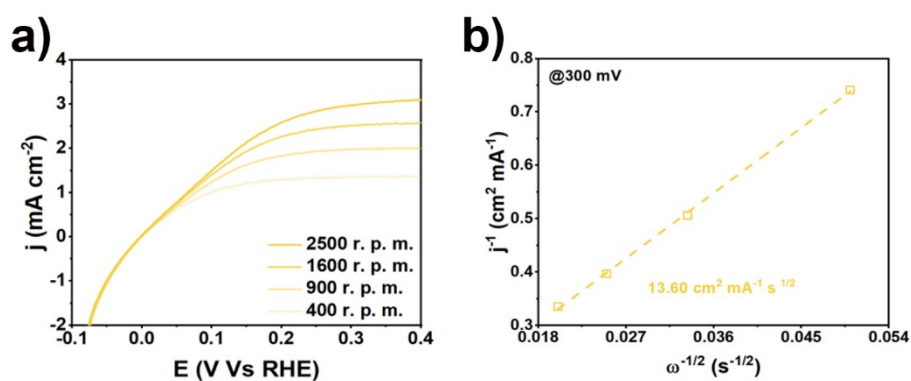 a)
j (mA cm-2)
4
3
2
1
0
-1
-2
-0.1 0.0 0.1 0.2 0.3 0.4
E (V Vs RHE)
2500 r. p. m.
1600 r. p. m.
900 r. p. m.
400 r. p. m.
b)
@300 mV
j-1 (cm2 mA-1)
0.8
0.7
0.6
0.5
0.4
0.3
13.60 cm2 mA-1 s 1/2
0.018 0.027 0.036 0.045 0.054
ω-1/2 (s-1/2)